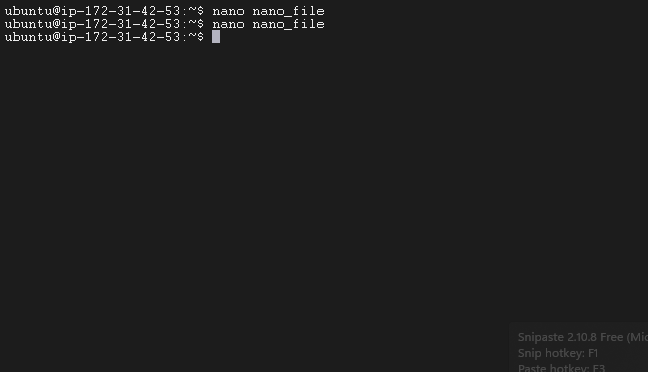 ubuntu@ip-172-31-42-53:~$ nano nano_file
ubuntu@ip-172-31-42-53:~$ nano nano_file
ubuntu@ip-172-31-42-53:~$
Snipaste 2.10.8 Free (Mic
Snip hotkey: F1
Paste hotkey: F3